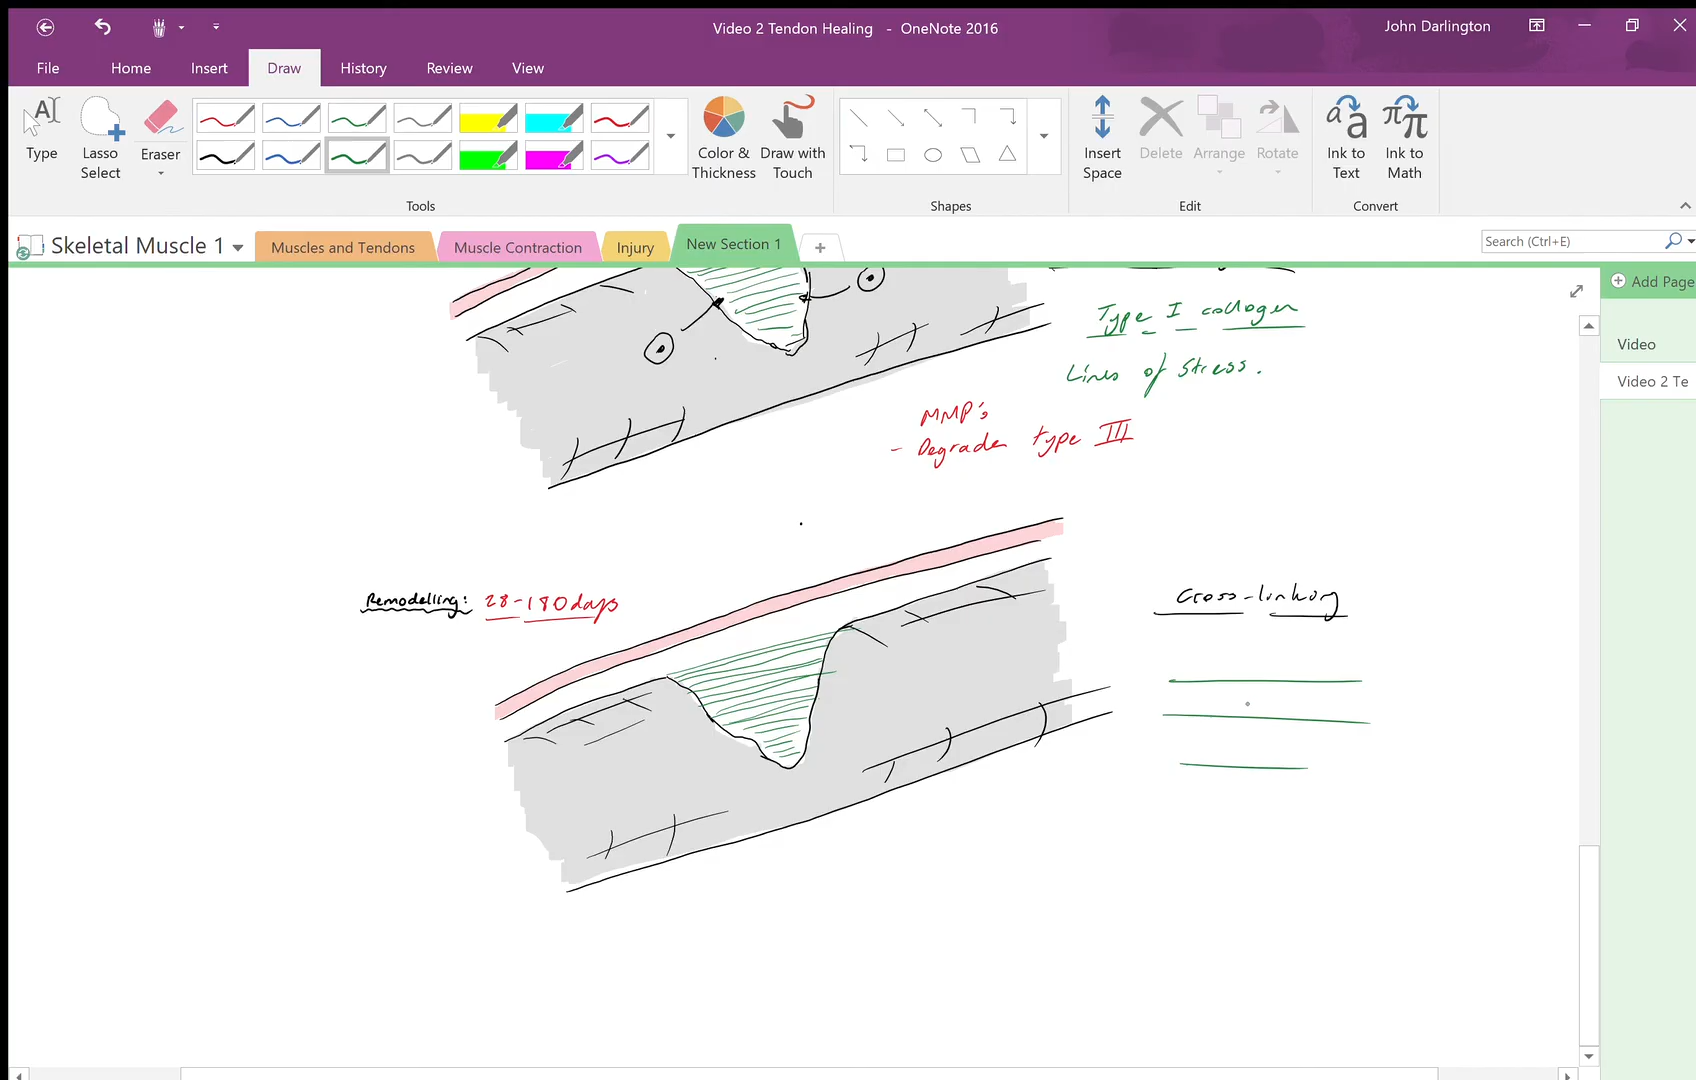 Video 2 Tendon Healing - OneNote 2016
John Darlington
File Home Insert Draw History Review View
Type
Lasso Select
Eraser
Color & Thickness
Draw with Touch
Insert Space
Delete
Arrange
Rotate
Ink to Text
Ink to Math
Tools
Shapes
Edit
Convert
Skeletal Muscle 1
Muscles and Tendons
Muscle Contraction
Injury
New Section 1
Search (Ctrl+E)
Add Page
Video
Video 2 Te
Type I collagen
Lines of stress.
MMP's
- Degrade type III
Remodelling: 28-180days
Cross-linking